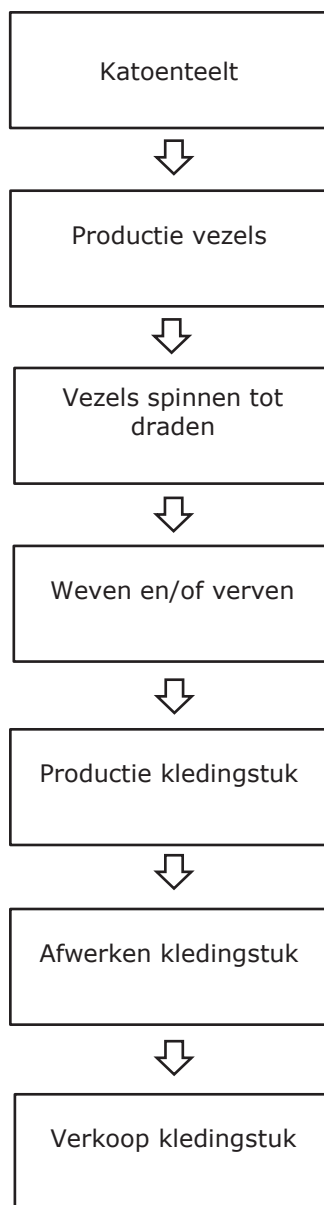 Katoenteelt
Productie vezels
Vezels spinnen tot
draden
Weven en/of verven
Productie kledingstuk
Afwerken kledingstuk
Verkoop kledingstuk